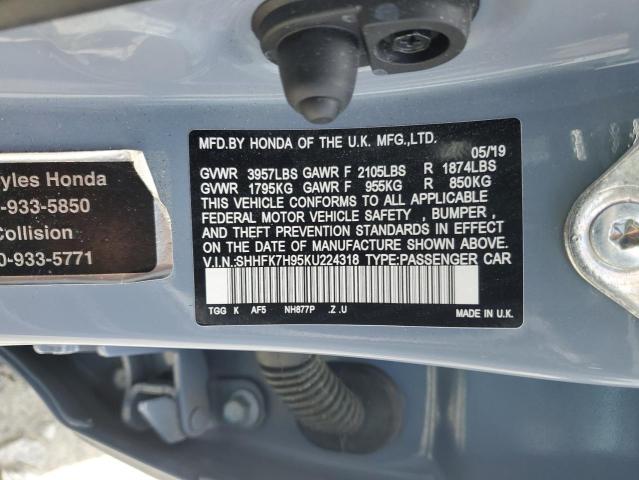 MFD.BY HONDA OF THE U.K. MFG.,LTD.
05/19
GVWR 3957LBS GAWR F 2105LBS R 1874LBS
GVWR 1795KG GAWR F 955KG R 850KG
THIS VEHICLE CONFORMS TO ALL APPLICABLE
FEDERAL MOTOR VEHICLE SAFETY , BUMPER ,
AND THEFT PREVENTION STANDARDS IN EFFECT
ON THE DATE OF MANUFACTURE SHOWN ABOVE.
V.I.N.:SHHFK7H95KU224318 TYPE:PASSENGER CAR
TGG K AF5 NH877P .Z .U MADE IN U.K.
yles Honda
-933-5850
Collision
0-933-5771